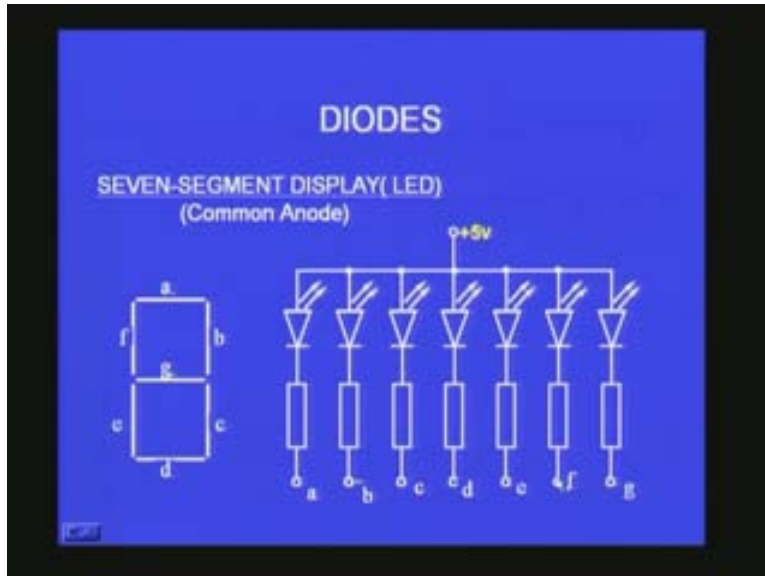 DIODES
SEVEN-SEGMENT DISPLAY( LED)
(Common Anode)
+5v
a
f
b
g
e
c
d
a
b
c
d
e
f
g